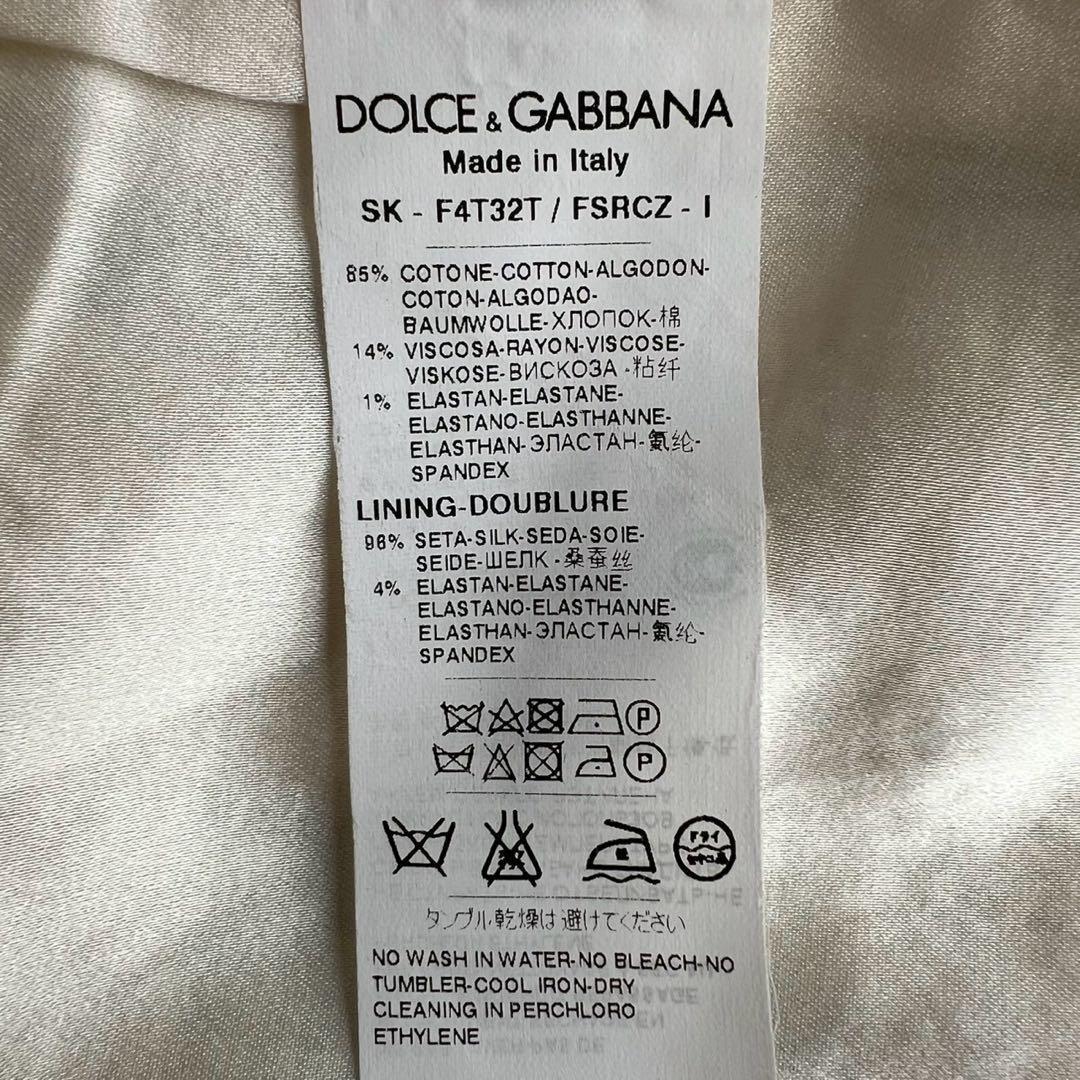 DOLCE & GABBANA
Made in Italy
SK - F4T32T / FSRCZ - I
85% COTONE-COTTON-ALGODON-
COTON-ALGODAO-
BAUMWOLLE-ХЛОПОК-棉
14% VISCOSA-RAYON-VISCOSE-
VISKOSE-ВИСКОЗА -粘纤
1% ELASTAN-ELASTANE-
ELASTANO-ELASTHANNE-
ELASTHAN-ЭЛАСТАН-氨纶-
SPANDEX
LINING-DOUBLURE
96% SETA-SILK-SEDA-SOIE-
SEIDE-ШЕЛК -桑蚕丝
4% ELASTAN-ELASTANE-
ELASTANO-ELASTHANNE-
ELASTHAN-ЭЛАСТАН-氨纶-
SPANDEX
P
P
低
ドライ
タンブル乾燥は避けてください
NO WASH IN WATER-NO BLEACH-NO
TUMBLER-COOL IRON-DRY
CLEANING IN PERCHLORO
ETHYLENE